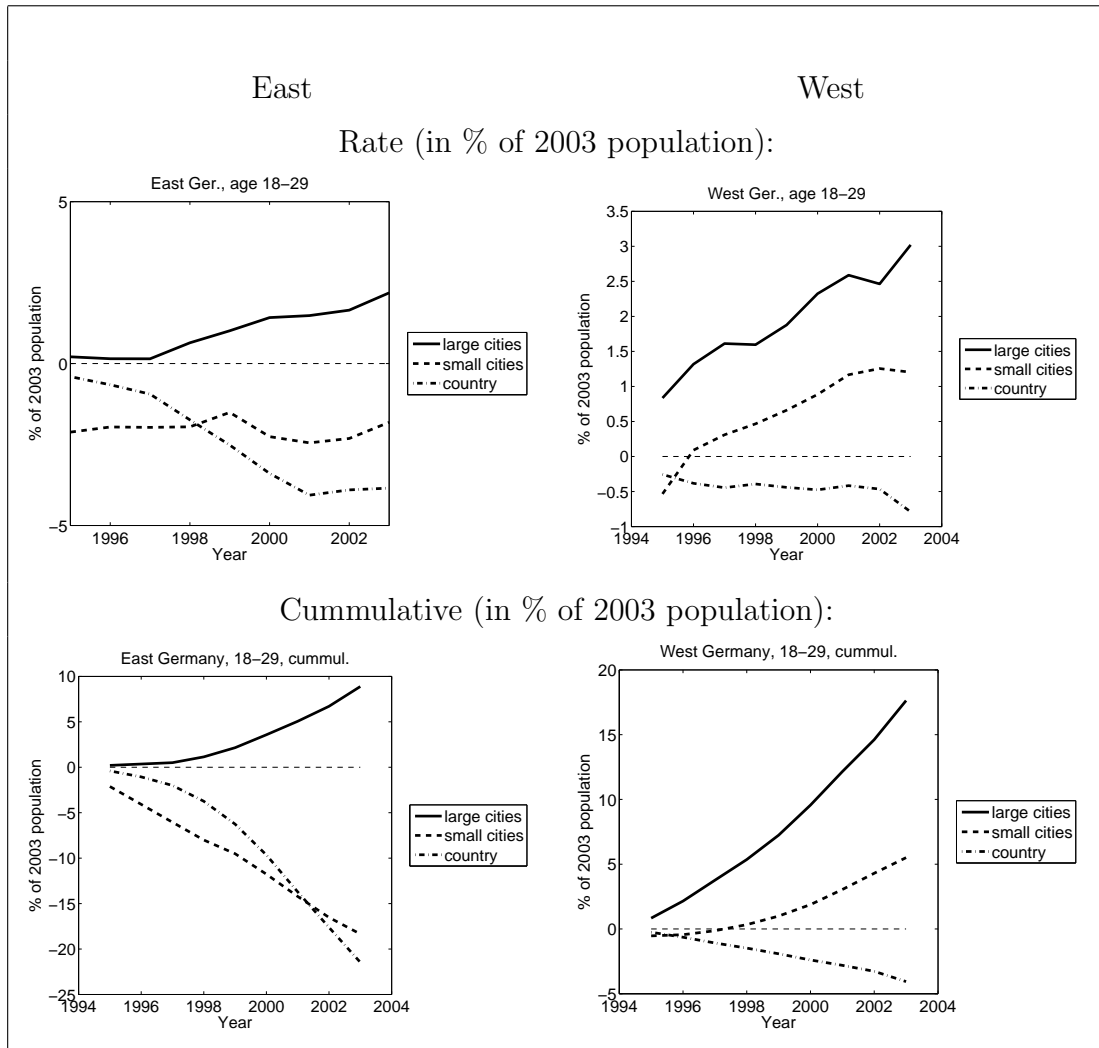 East West
Rate (in % of 2003 population):
East Ger., age 18−29
5
0
−5
1996 1998 2000 2002
Year
% of 2003 population
large cities
small cities
country
West Ger., age 18−29
3.5
3
2.5
2
1.5
1
0.5
0
−0.5
−1
1994 1996 1998 2000 2002 2004
Year
% of 2003 population
large cities
small cities
country
Cummulative (in % of 2003 population):
East Germany, 18−29, cummul.
10
5
0
−5
−10
−15
−20
−25
1994 1996 1998 2000 2002 2004
Year
% of 2003 population
large cities
small cities
country
West Germany, 18−29, cummul.
20
15
10
5
0
−5
1994 1996 1998 2000 2002 2004
Year
% of 2003 population
large cities
small cities
country